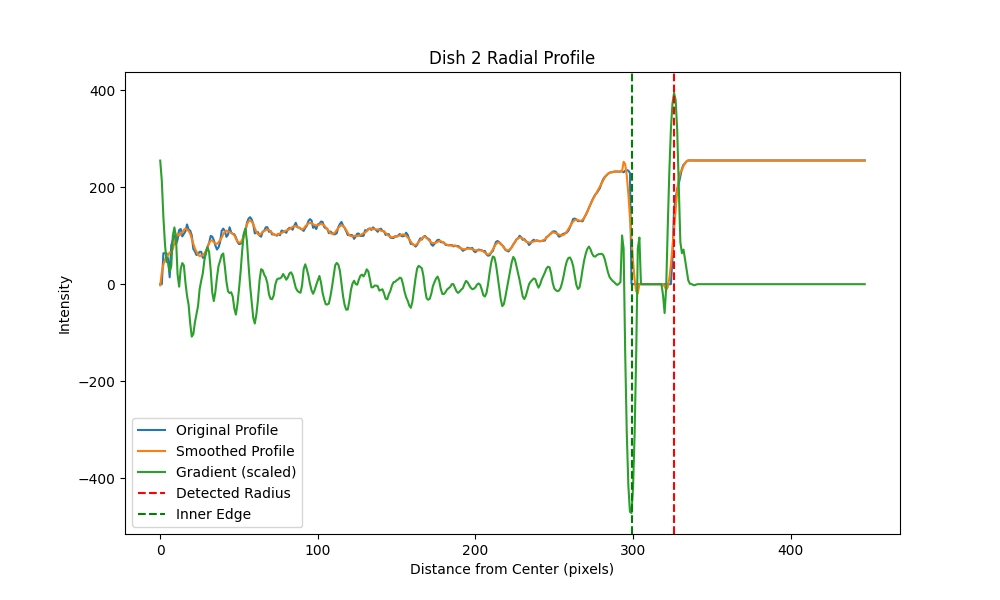 Dish 2 Radial Profile
400
200
0
−200
−400
Intensity
Original Profile
Smoothed Profile
Gradient (scaled)
Detected Radius
Inner Edge
0 100 200 300 400
Distance from Center (pixels)